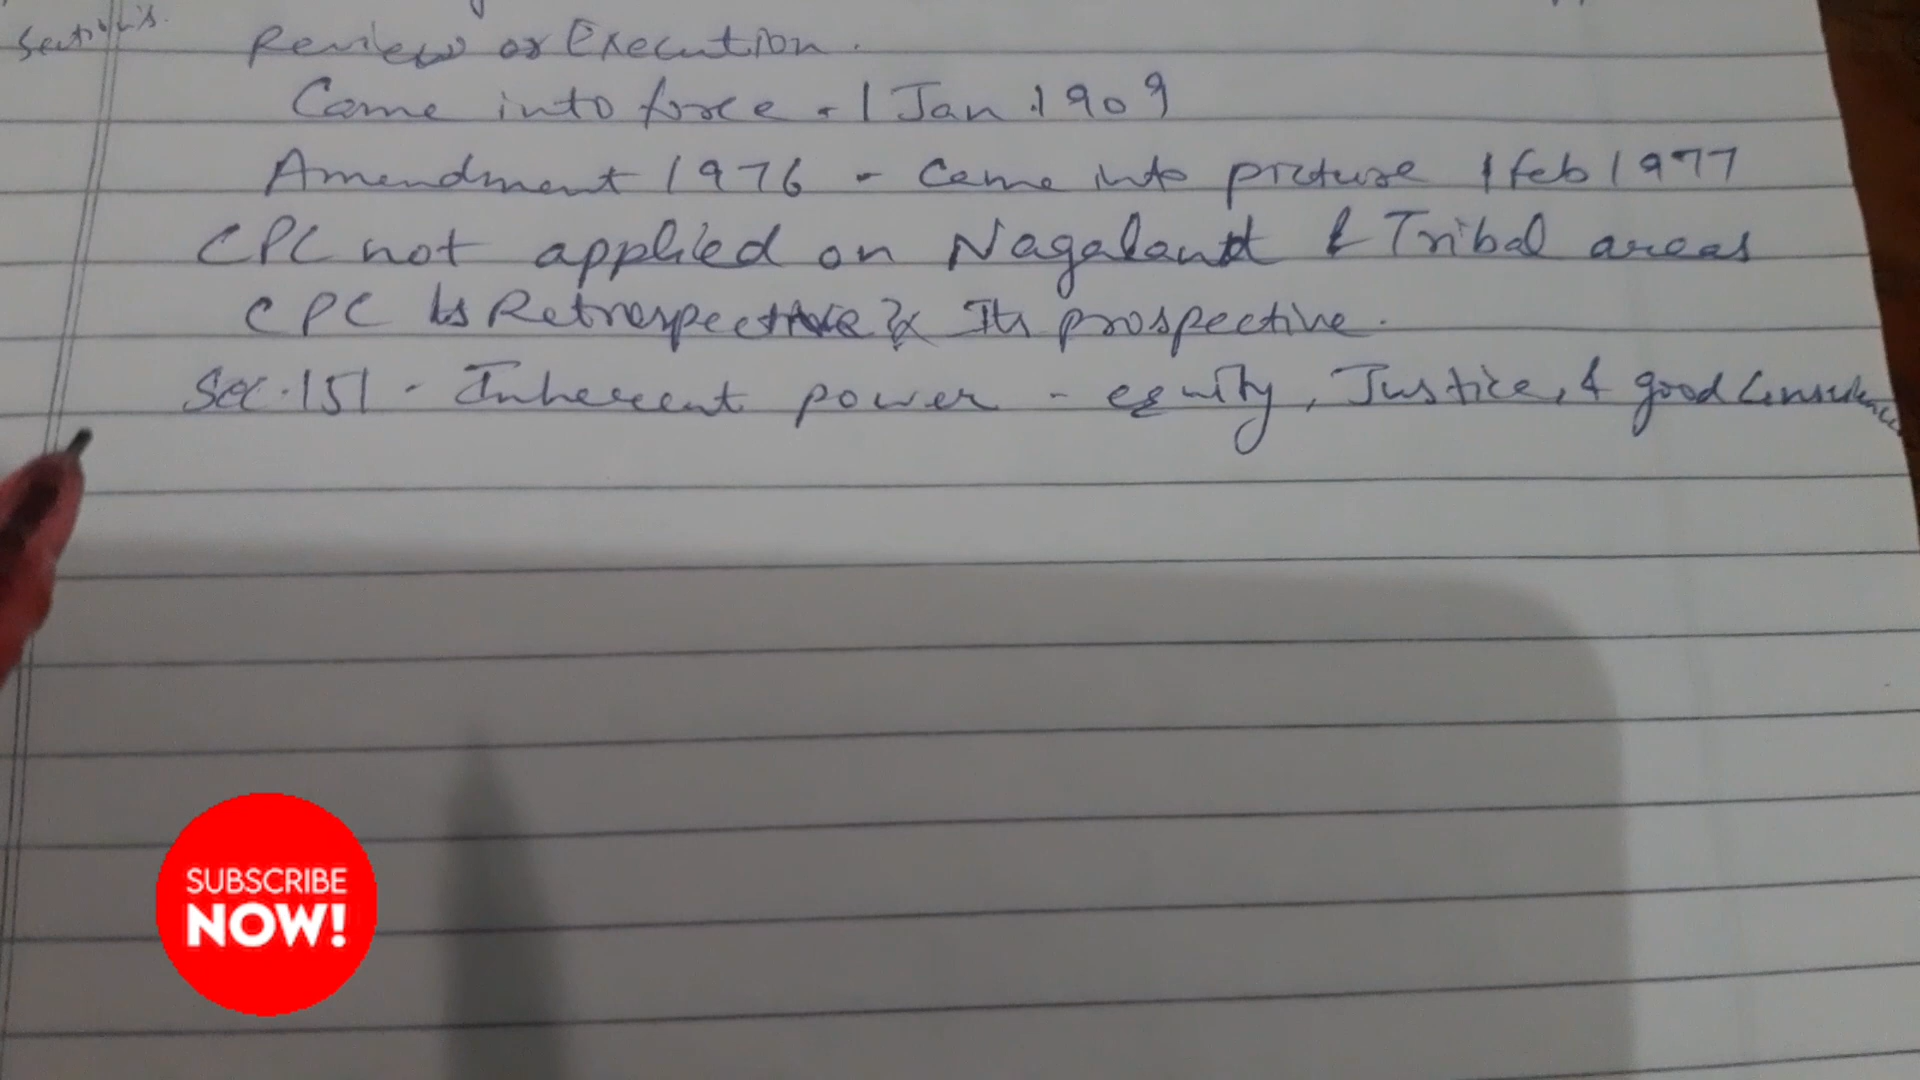 Section's.
Review or Execution.
Came into force - 1 Jan 1909
Amendment 1976 - Came into picture 1 Feb 1977
CPC not applied on Nagaland & Tribal areas
CPC Is Retrospective? X Its prospective.
Sec. 151 - Inherent power - equity, Justice, & good Conscience
SUBSCRIBE
NOW!